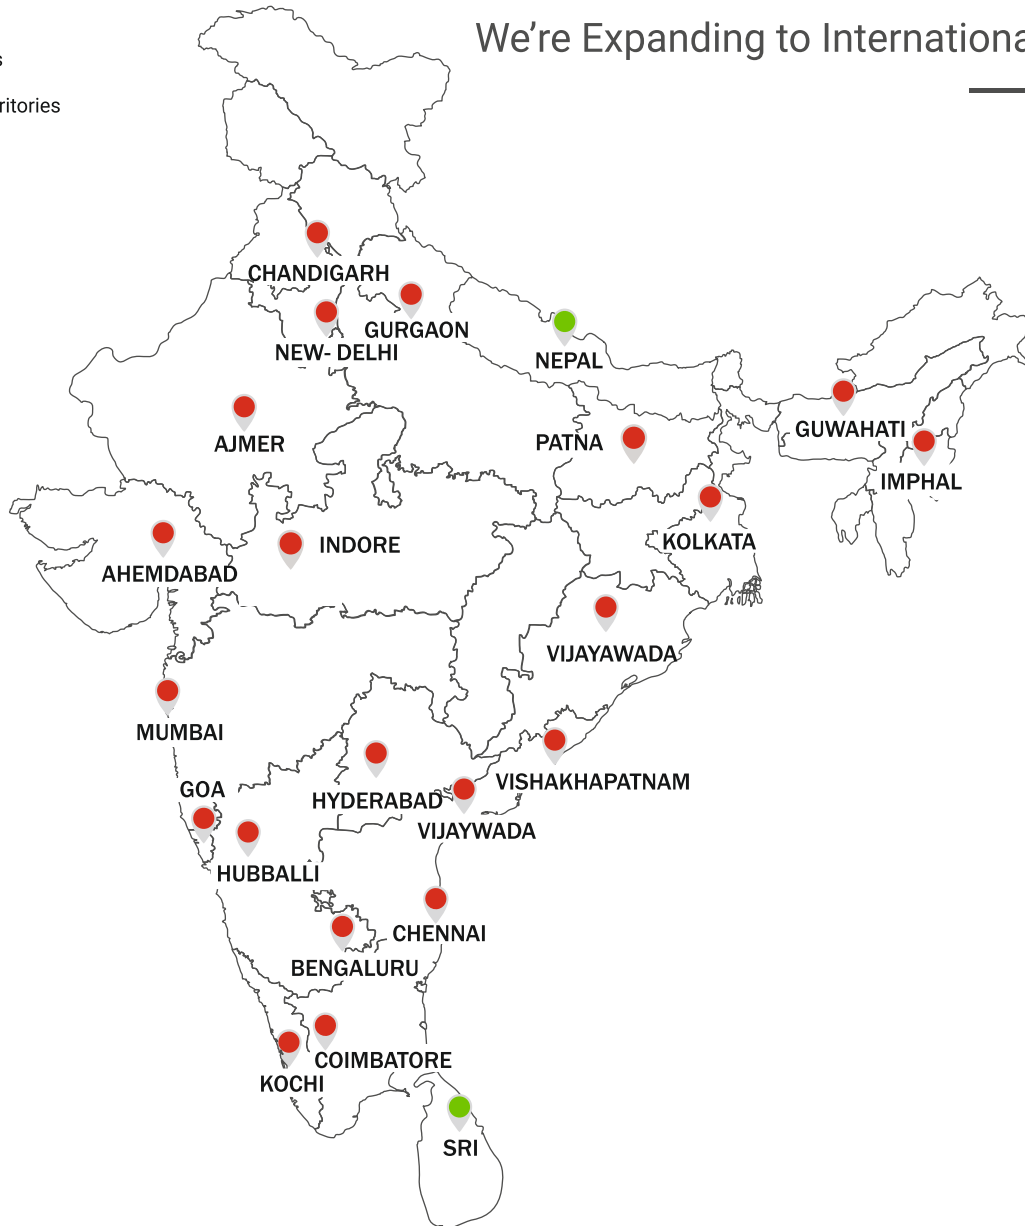 We're Expanding to Internationa
s
ritories
CHANDIGARH
GURGAON
NEW- DELHI
NEPAL
AJMER
PATNA
GUWAHATI
IMPHAL
KOLKATA
INDORE
AHEMDABAD
VIJAYAWADA
MUMBAI
VISHAKHAPATNAM
GOA
HYDERABAD
VIJAYWADA
HUBBALLI
CHENNAI
BENGALURU
COIMBATORE
KOCHI
SRI